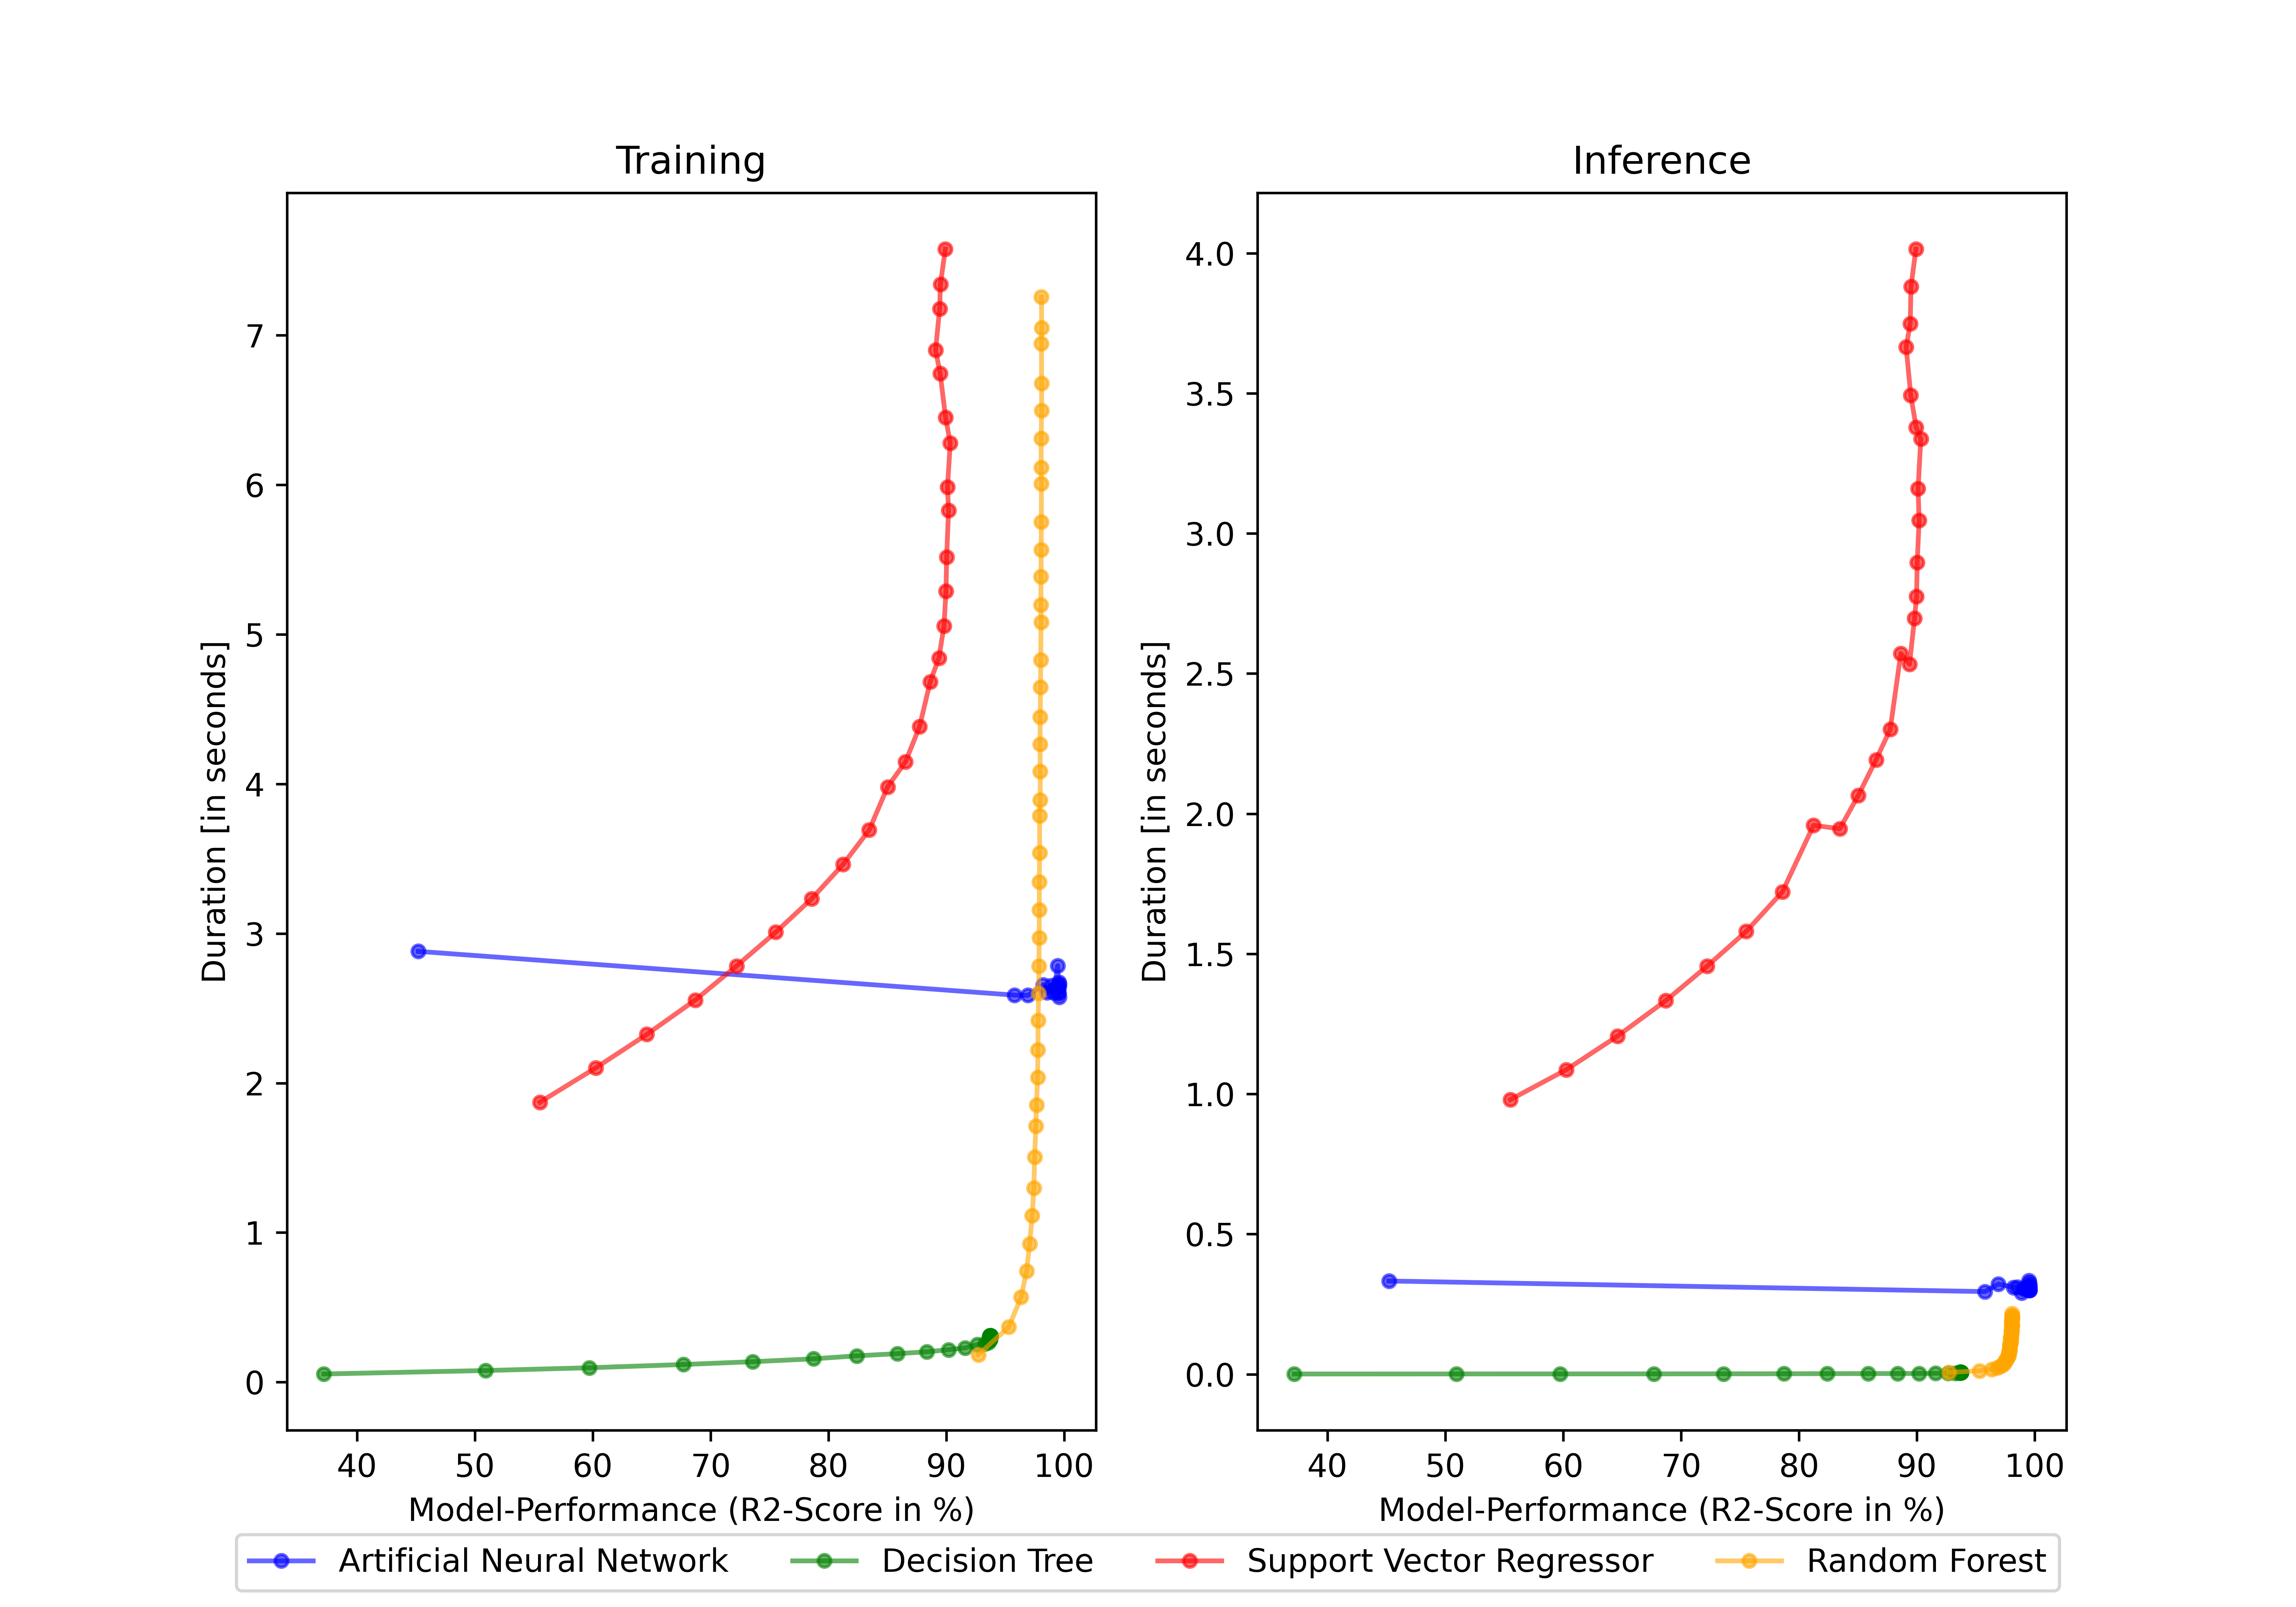 Training
Duration [in seconds]
7
6
5
4
3
2
1
0
40 50 60 70 80 90 100
Model-Performance (R2-Score in %)
Inference
Duration [in seconds]
4.0
3.5
3.0
2.5
2.0
1.5
1.0
0.5
0.0
40 50 60 70 80 90 100
Model-Performance (R2-Score in %)
Artificial Neural Network Decision Tree Support Vector Regressor Random Forest